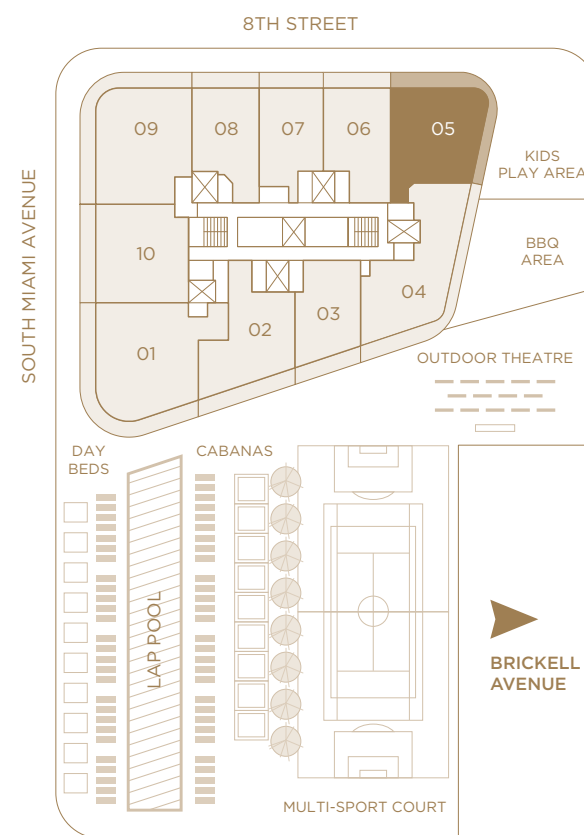 8TH STREET
09
08
07
06
05
KIDS
PLAY AREA
SOUTH MIAMI AVENUE
10
BBQ
AREA
04
03
02
01
OUTDOOR THEATRE
DAY
BEDS
CABANAS
LAP POOL
BRICKELL
AVENUE
MULTI-SPORT COURT